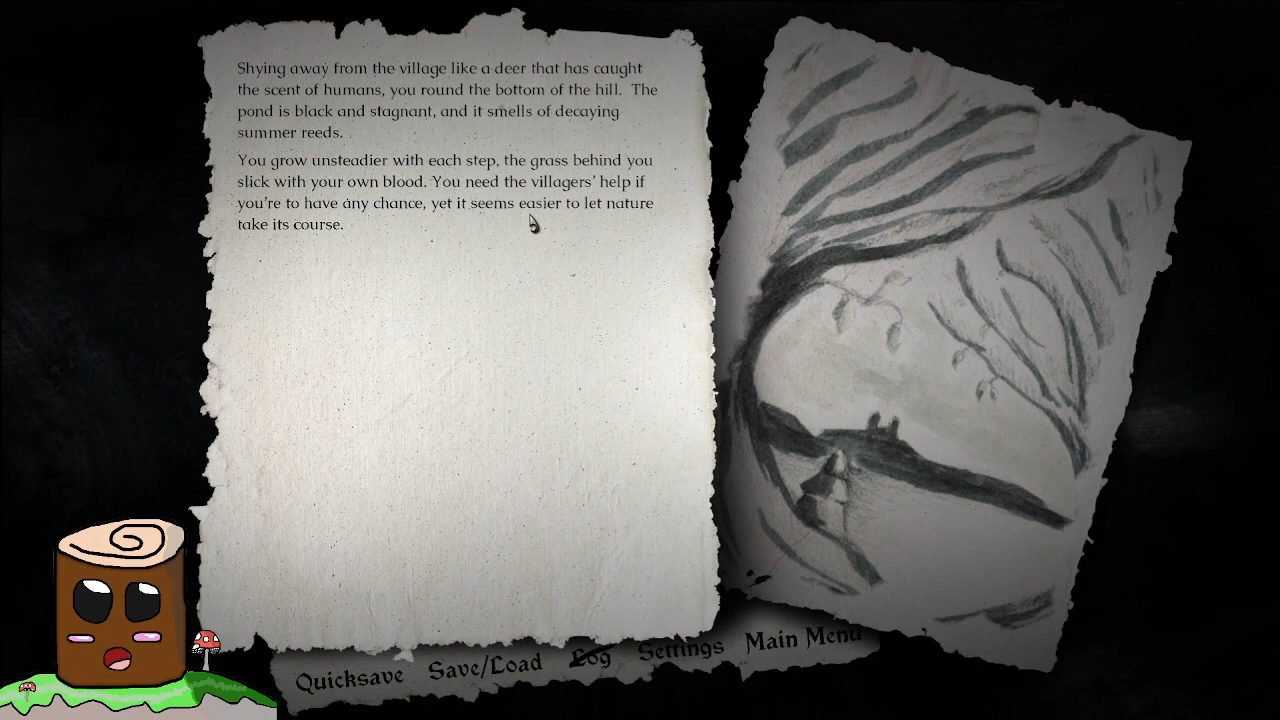 Shying away from the village like a deer that has caught
the scent of humans, you round the bottom of the hill.  The
pond is black and stagnant, and it smells of decaying
summer reeds.
You grow unsteadier with each step, the grass behind you
slick with your own blood. You need the villagers’ help if
you’re to have any chance, yet it seems easier to let nature
take its course.
Quicksave Save/Load Log Settings Main Menu